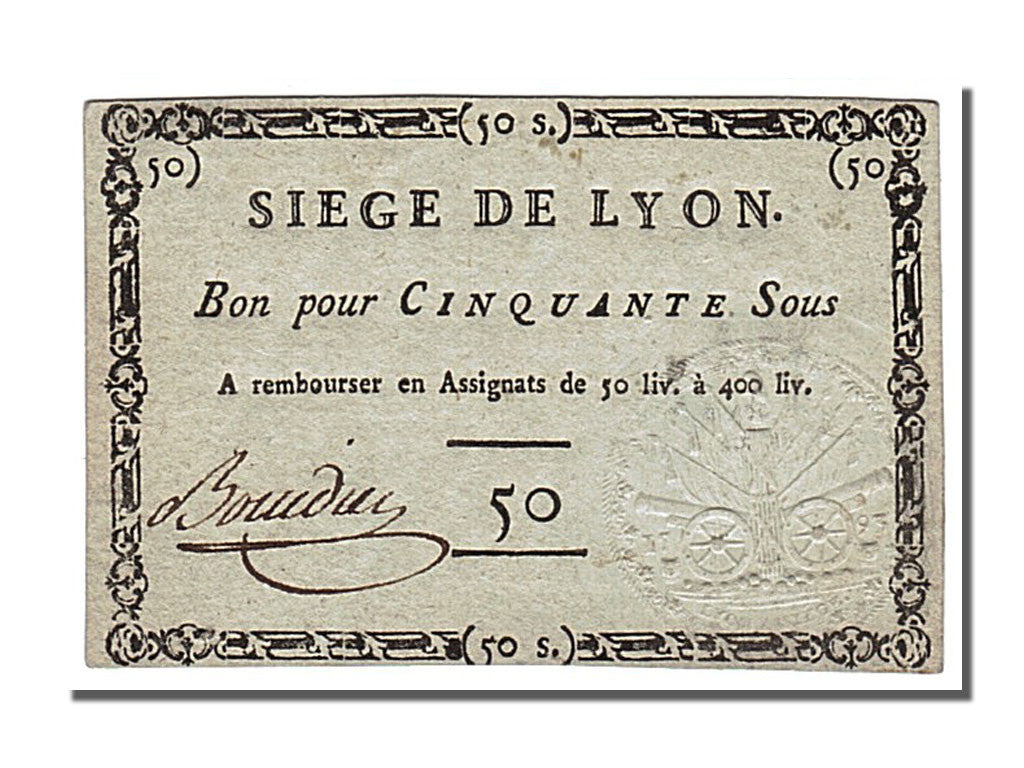 (50 s.)
50) (50
SIEGE DE LYON.
Bon pour CINQUANTE Sous
A rembourser en Assignats de 50 liv. à 400 liv.
50
(50 s.)